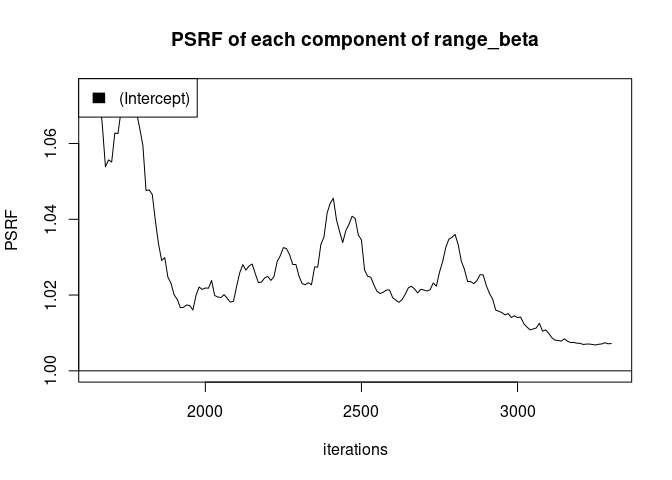 PSRF of each component of range_beta
(Intercept)
PSRF
1.06
1.04
1.02
1.00
2000 2500 3000
iterations